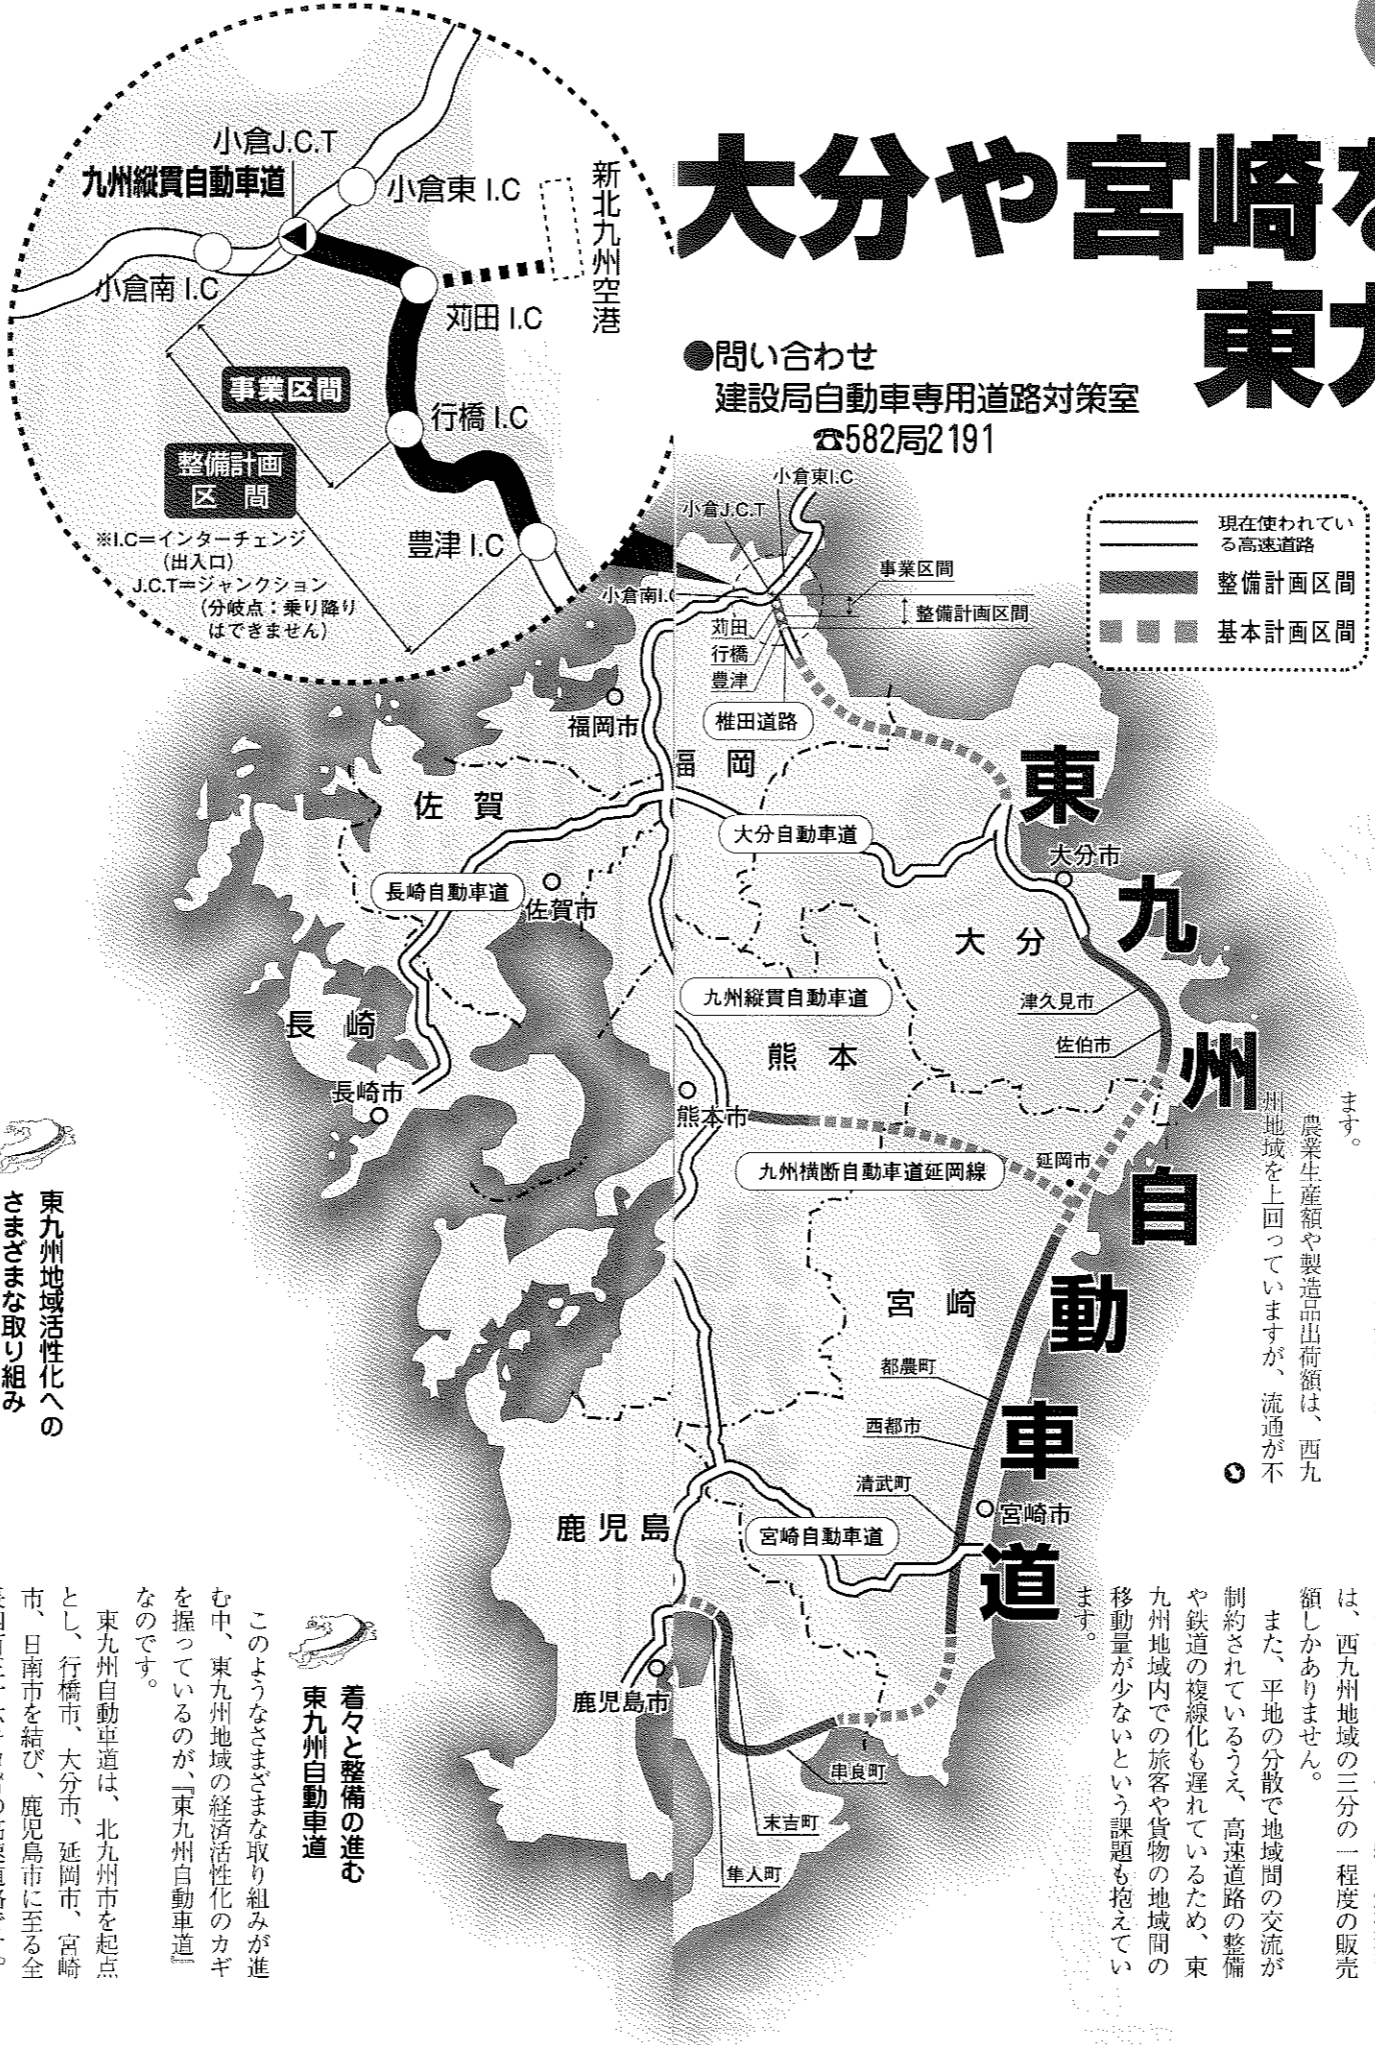 大分や宮崎
東
●問い合わせ
建設局自動車専用道路対策室
☎582局2191
小倉J.C.T
九州縦貫自動車道
小倉東 I.C
新北九州空港
小倉南 I.C
苅田 I.C
事業区間
行橋 I.C
整備計画
区間
豊津 I.C
※I.C=インターチェンジ
(出入口)
J.C.T=ジャンクション
(分岐点：乗り降り
はできません)
現在使われてい
る高速道路
整備計画区間
基本計画区間
小倉東I.C
小倉J.C.T
小倉南I.C
事業区間
整備計画区間
苅田
行橋
豊津
椎田道路
福岡市
福岡
佐賀
大分自動車道
長崎自動車道
佐賀市
大分市
大分
九州縦貫自動車道
津久見市
佐伯市
長崎
長崎市
熊本
熊本市
九州横断自動車道延岡線
延岡市
宮崎
都農町
西都市
清武町
宮崎市
鹿児島
宮崎自動車道
鹿児島市
串良町
末吉町
隼人町
東九州自動車道
ます。
農業生産額や製造品出荷額は、西九
州地域を上回っていますが、流通が不
は、西九州地域の三分の一程度の販売
額しかありません。
また、平地の分散で地域間の交流が
制約されているうえ、高速道路の整備
や鉄道の複線化も遅れているため、東
九州地域内での旅客や貨物の地域間の
移動量が少ないという課題も抱えてい
ます。
東九州地域活性化への
さまざまな取り組み
着々と整備の進む
東九州自動車道
このようなさまざまな取り組みが進
む中、東九州地域の経済活性化のカギ
を握っているのが、『東九州自動車道』
なのです。
東九州自動車道は、北九州市を起点
とし、行橋市、大分市、延岡市、宮崎
市、日南市を結び、鹿児島市に至る全